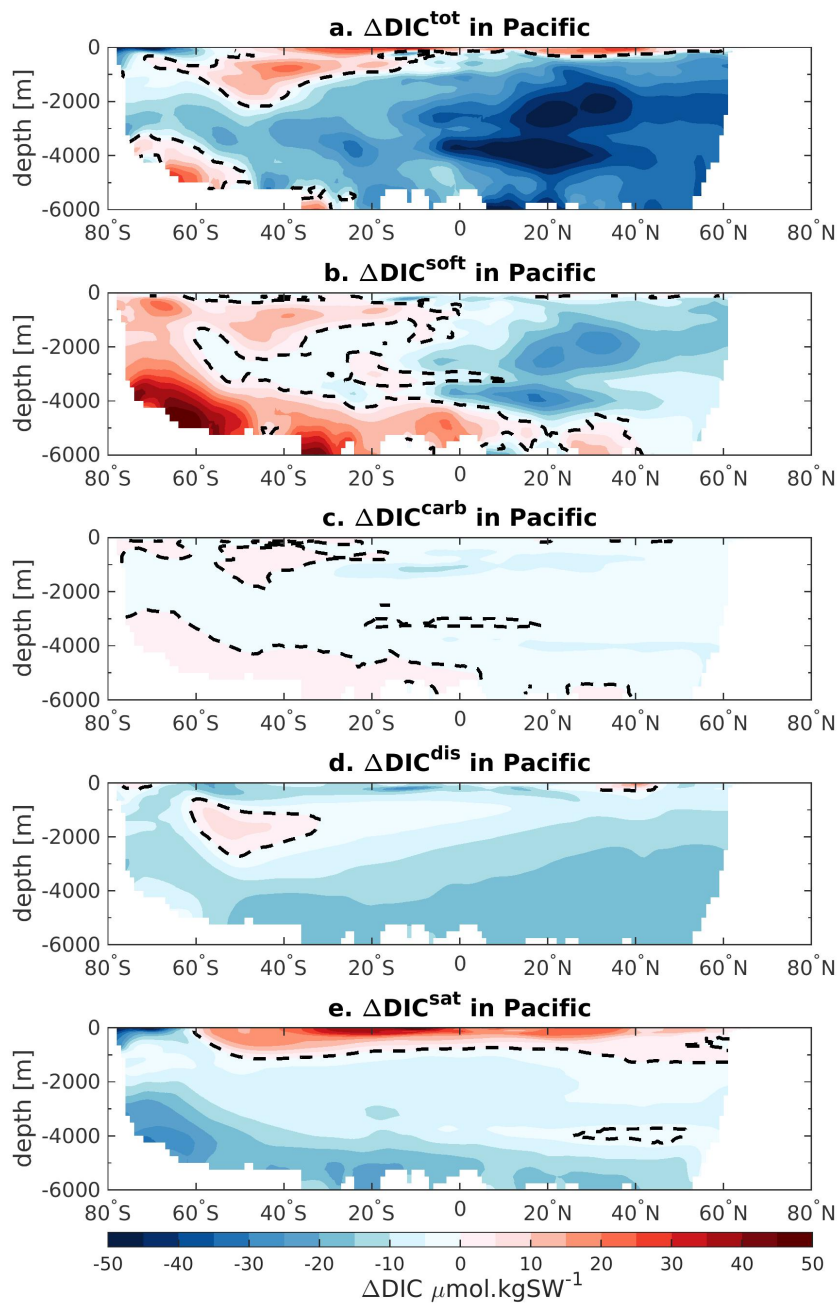 a. ΔDIC^tot in Pacific
0
-2000
-4000
-6000
depth [m]
80°S 60°S 40°S 20°S 0 20°N 40°N 60°N 80°N
b. ΔDIC^soft in Pacific
0
-2000
-4000
-6000
depth [m]
80°S 60°S 40°S 20°S 0 20°N 40°N 60°N 80°N
c. ΔDIC^carb in Pacific
0
-2000
-4000
-6000
depth [m]
80°S 60°S 40°S 20°S 0 20°N 40°N 60°N 80°N
d. ΔDIC^dis in Pacific
0
-2000
-4000
-6000
depth [m]
80°S 60°S 40°S 20°S 0 20°N 40°N 60°N 80°N
e. ΔDIC^sat in Pacific
0
-2000
-4000
-6000
depth [m]
80°S 60°S 40°S 20°S 0 20°N 40°N 60°N 80°N
-50 -40 -30 -20 -10 0 10 20 30 40 50
ΔDIC μmol.kgSW^-1